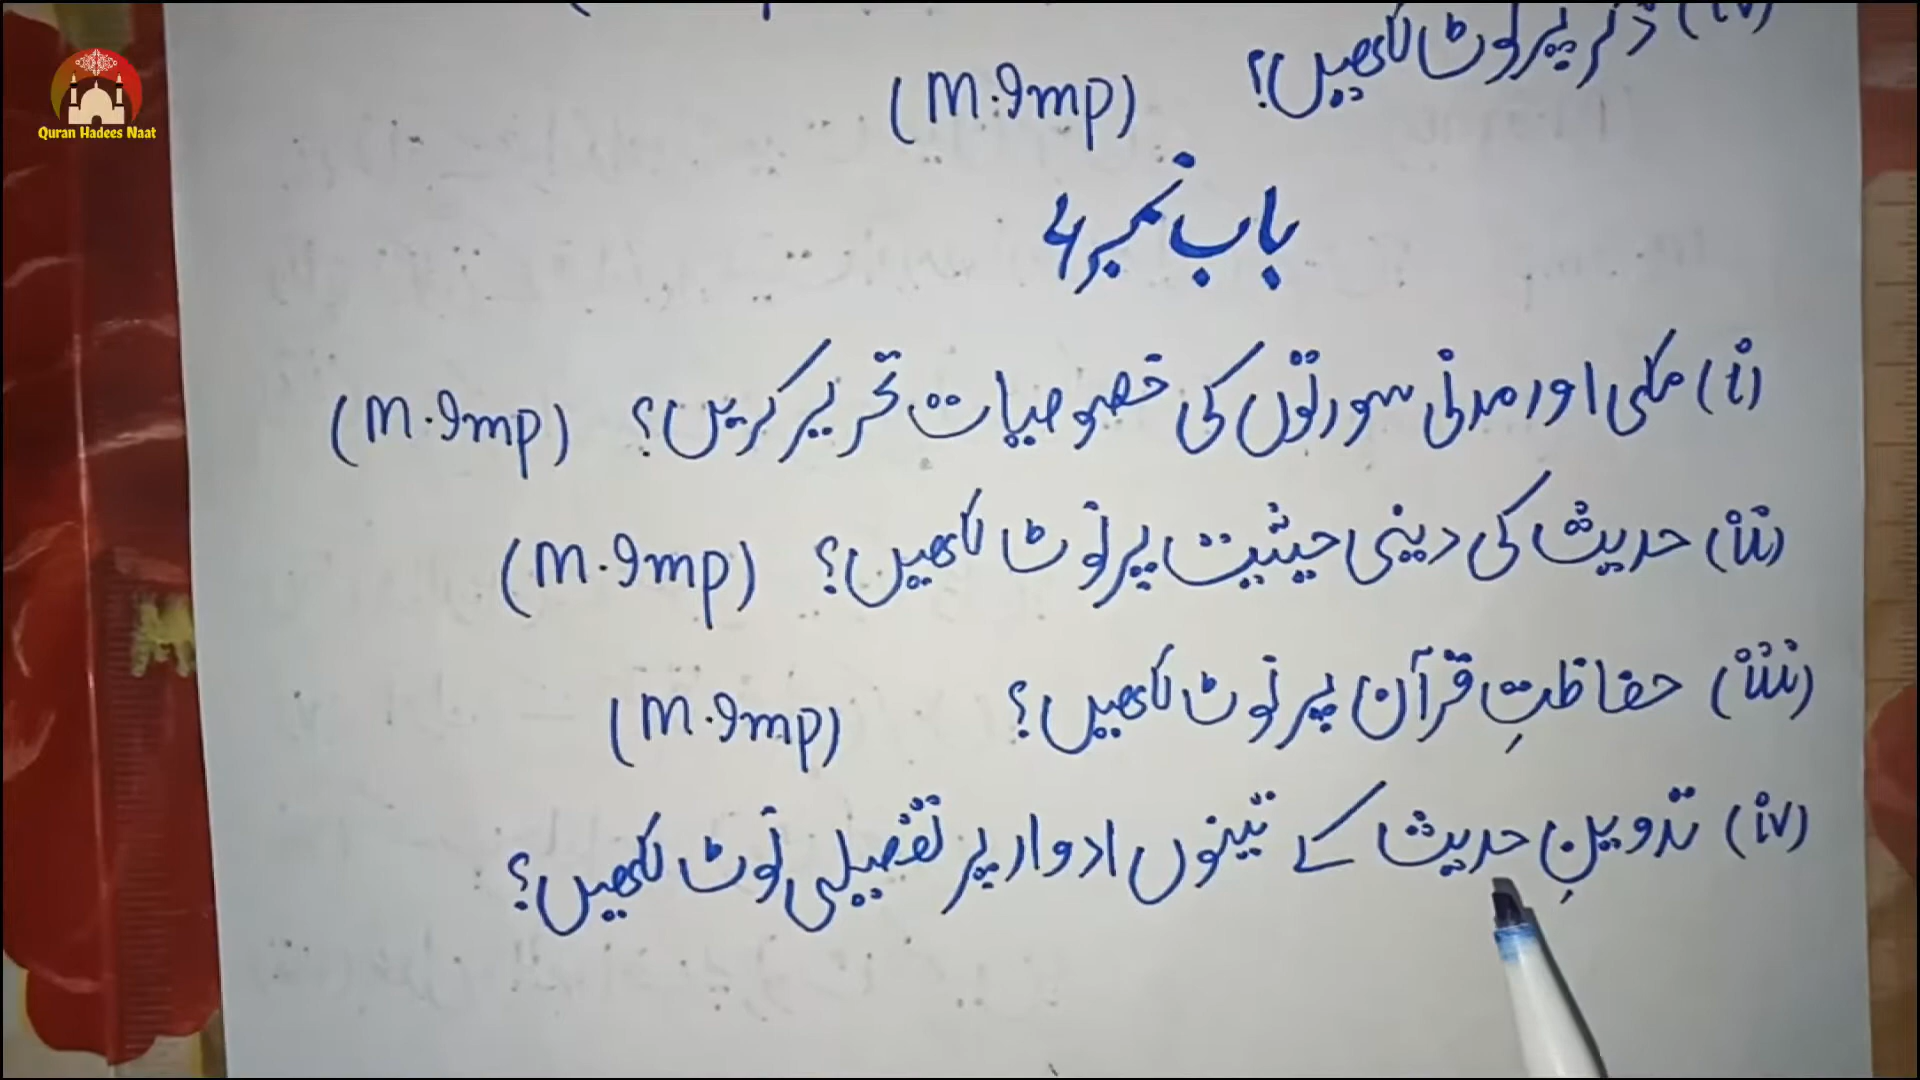 (iv) ذکر پر نوٹ لکھیں؟ (M.Imp)
باب نمبر 4
(i) مکی اور مدنی سورتوں کی خصوصیات تحریر کریں؟ (M.Imp)
(ii) حدیث کی دینی حیثیت پر نوٹ لکھیں؟ (M.Imp)
(iii) حفاظتِ قرآن پر نوٹ لکھیں؟ (M.Imp)
(iv) تدوینِ حدیث کے تینوں ادوار پر تفصیلی نوٹ لکھیں؟
Quran Hadees Naat